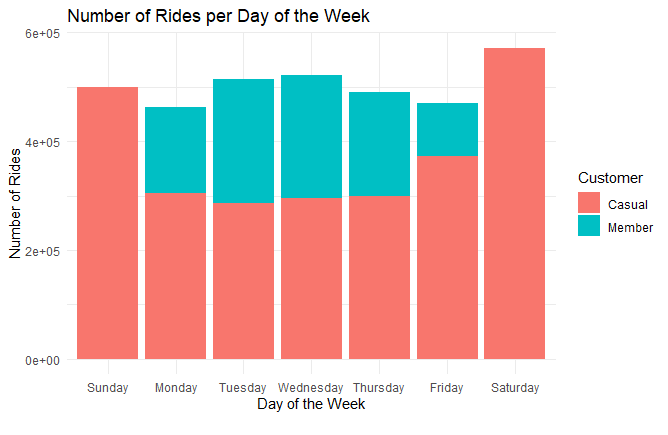 Number of Rides per Day of the Week
6e+05
4e+05
2e+05
0e+00
Number of Rides
Sunday Monday Tuesday Wednesday Thursday Friday Saturday
Day of the Week
Customer
Casual
Member